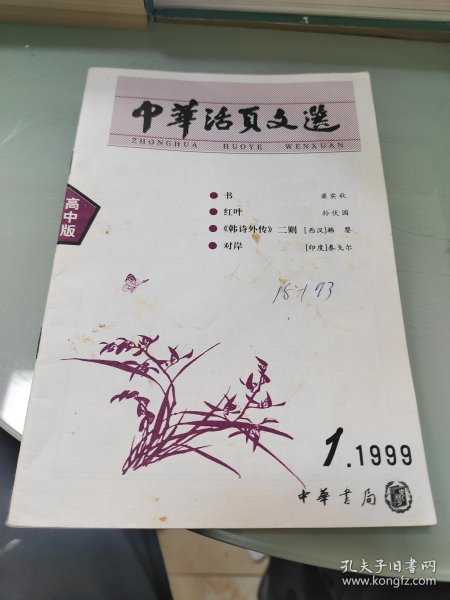 中華活頁文選
ZHONGHUA HUOYE WENXUAN
高中版
● 书 梁实秋
● 红叶 孙伏园
● 《韩诗外传》二则 [西汉]韩婴
● 对岸 [印度]泰戈尔
1.1999
中華書局
孔夫子旧书网
www.kongfz.com